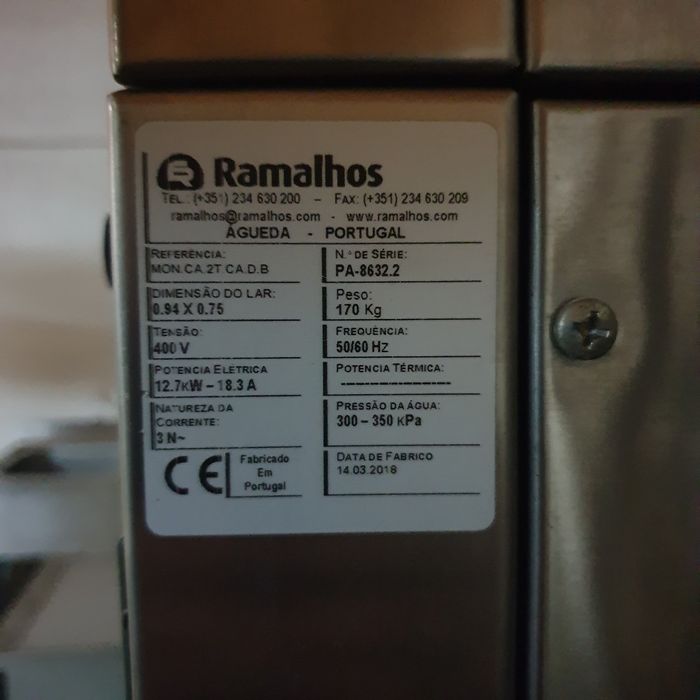 Ramalhos
TEL.: (+351) 234 630 200 – FAX: (+351) 234 630 209
ramalhos@ramalhos.com - www.ramalhos.com
ÁGUEDA - PORTUGAL
REFERÊNCIA:
MON.CA.2T CA.D.B
N.º DE SÉRIE:
PA-8632.2
DIMENSÃO DO LAR:
0.94 X 0.75
Peso:
170 Kg
TENSÃO:
400 V
FREQUÊNCIA:
50/60 Hz
POTENCIA ELETRICA
12.7KW – 18.3 A
POTENCIA TÉRMICA:
-----------------
NATUREZA DA
CORRENTE:
3 N~
PRESSÃO DA ÁGUA:
300 – 350 KPa
CE
Fabricado
Em
Portugal
DATA DE FABRICO
14.03.2018